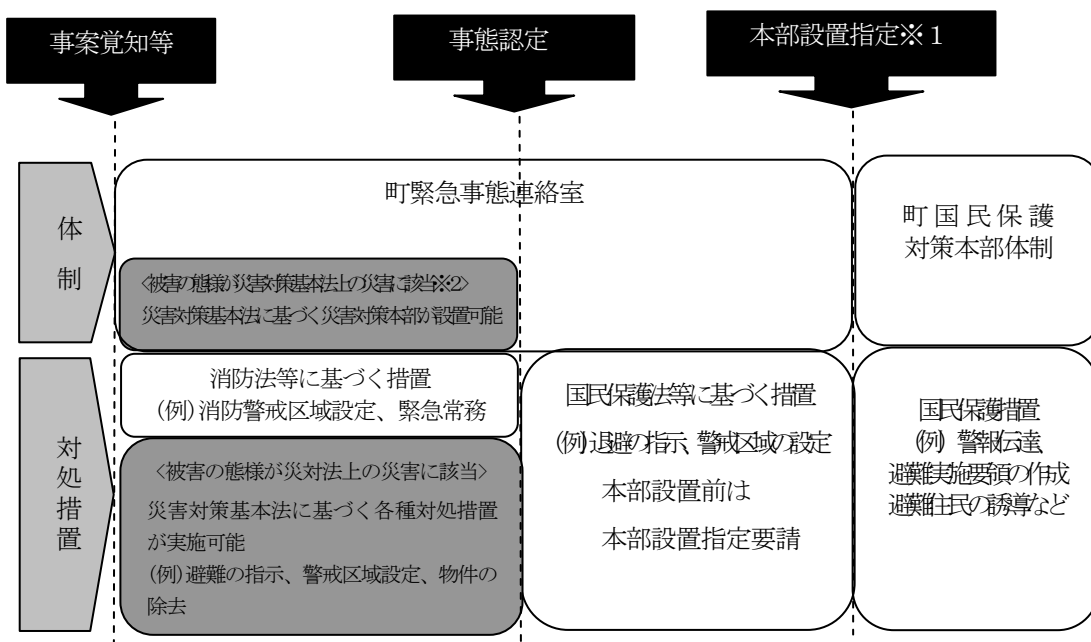 事案覚知等
事態認定
本部設置指定※１
体
制
町緊急事態連絡室
<被害の態様が災害対策基本法上の災害に該当※2>
災害対策基本法に基づく災害対策本部が設置可能
町国民保護
対策本部体制
対
処
措
置
消防法等に基づく措置
(例)消防警戒区域設定、緊急常務
<被害の態様が災対法上の災害に該当>
災害対策基本法に基づく各種対処措置
が実施可能
(例)避難の指示、警戒区域設定、物件の
除去
国民保護法等に基づく措置
(例)退避の指示、警戒区域の設定
本部設置前は
本部設置指定要請
国民保護措置
(例) 警報伝達、
避難実施要領の作成
避難住民の誘導など